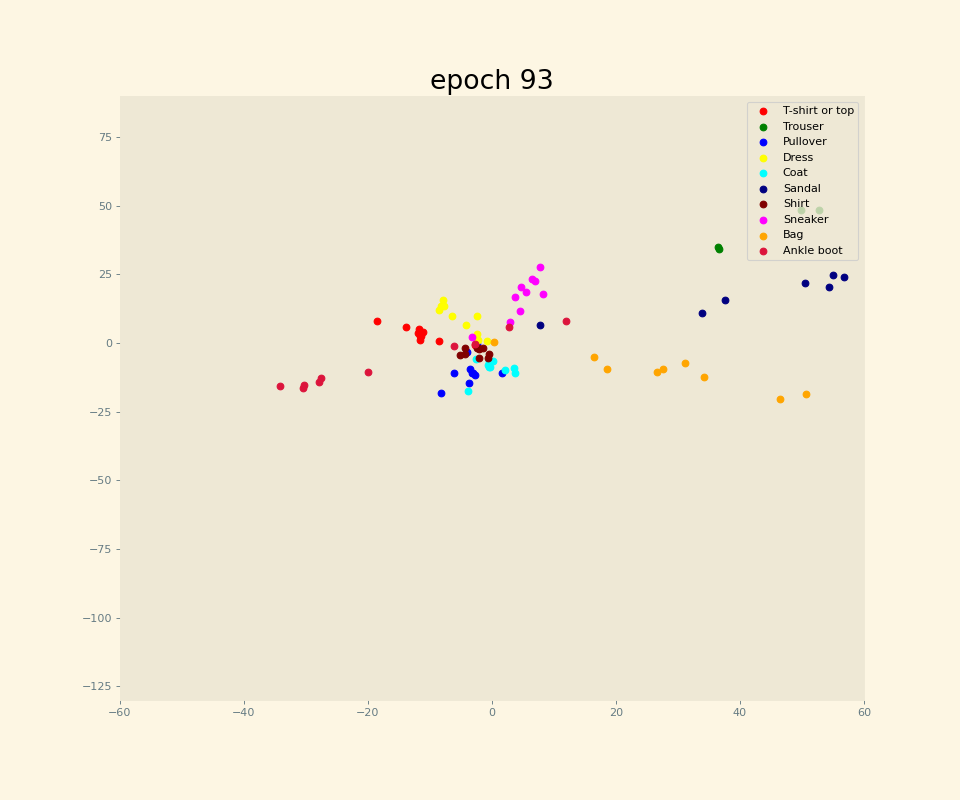 epoch 93
T-shirt or top
Trouser
Pullover
Dress
Coat
Sandal
Shirt
Sneaker
Bag
Ankle boot
75
50
25
0
−25
−50
−75
−100
−125
−60 −40 −20 0 20 40 60